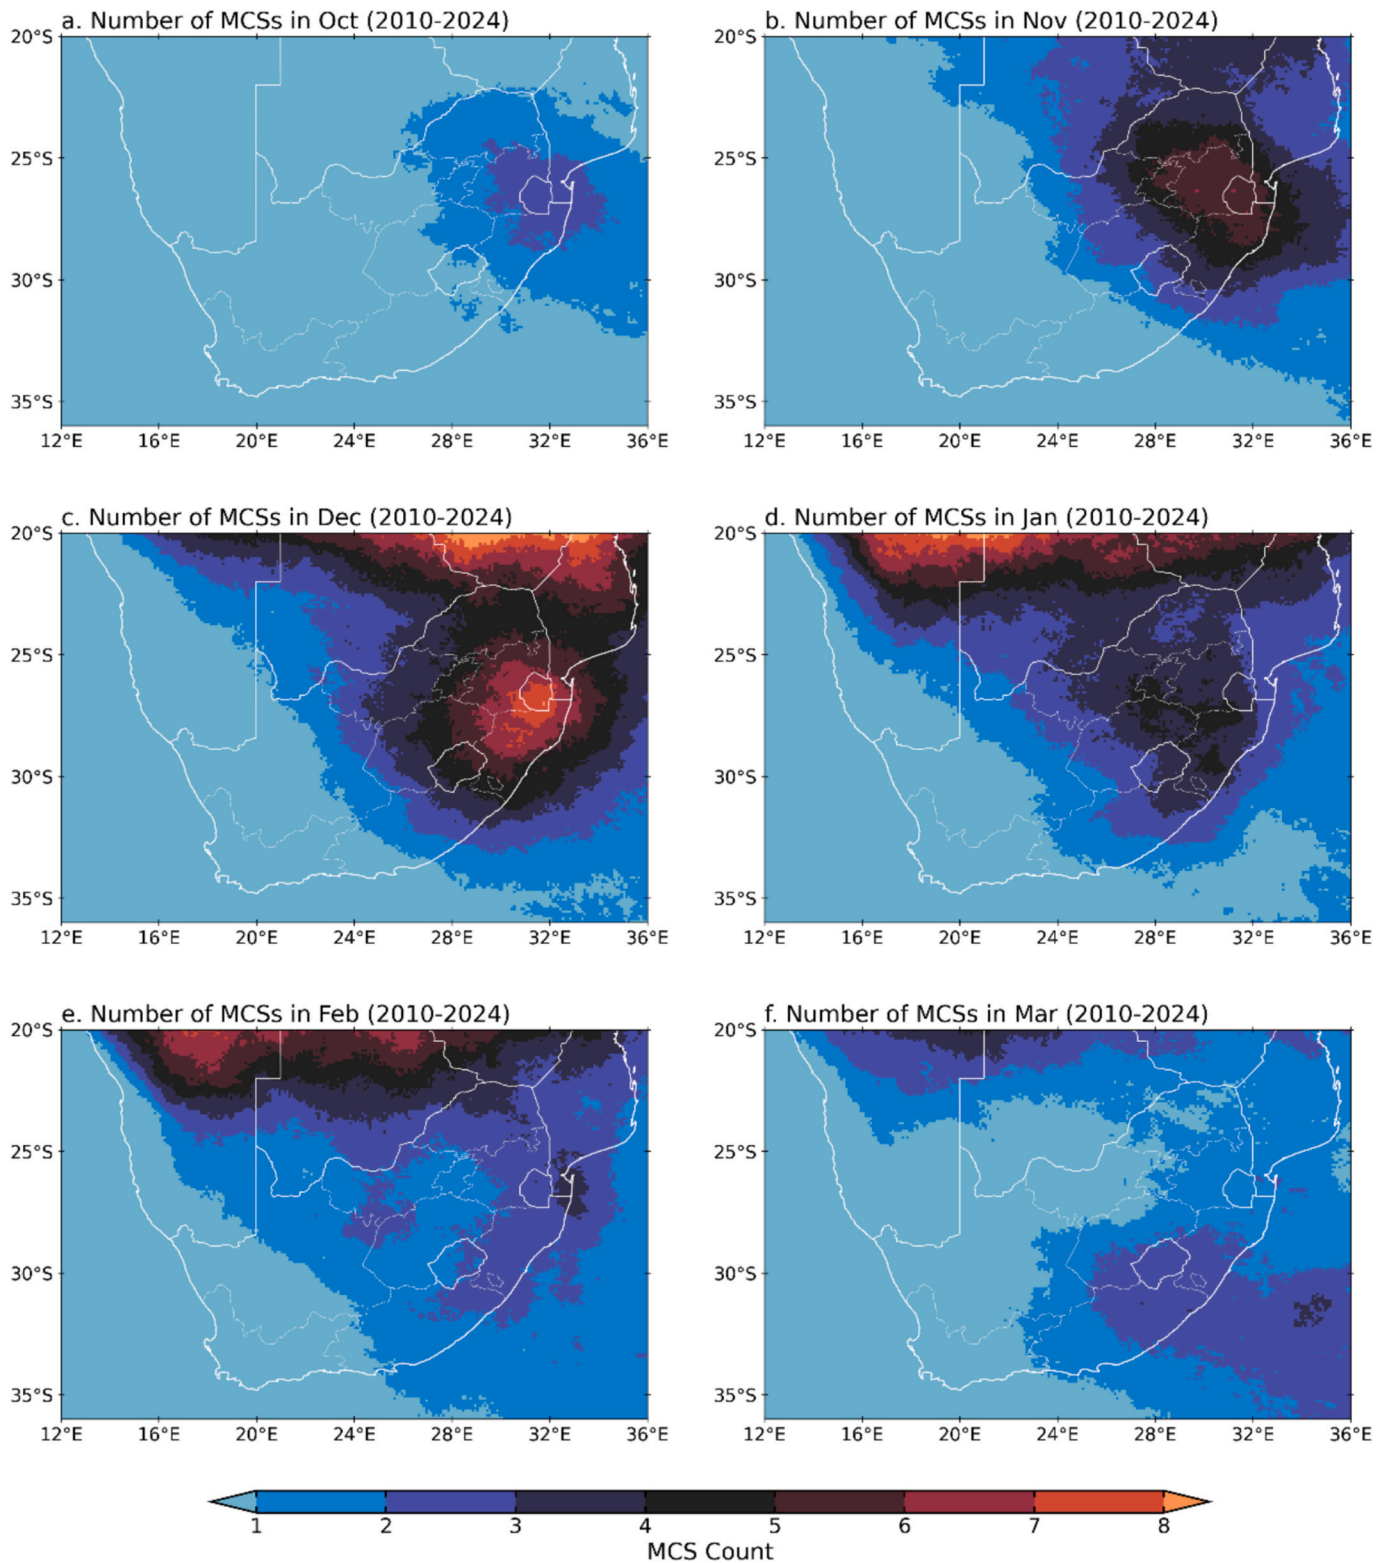 a. Number of MCSs in Oct (2010-2024)
20°S
25°S
30°S
35°S
12°E 16°E 20°E 24°E 28°E 32°E 36°E
b. Number of MCSs in Nov (2010-2024)
20°S
25°S
30°S
35°S
12°E 16°E 20°E 24°E 28°E 32°E 36°E
c. Number of MCSs in Dec (2010-2024)
20°S
25°S
30°S
35°S
12°E 16°E 20°E 24°E 28°E 32°E 36°E
d. Number of MCSs in Jan (2010-2024)
20°S
25°S
30°S
35°S
12°E 16°E 20°E 24°E 28°E 32°E 36°E
e. Number of MCSs in Feb (2010-2024)
20°S
25°S
30°S
35°S
12°E 16°E 20°E 24°E 28°E 32°E 36°E
f. Number of MCSs in Mar (2010-2024)
20°S
25°S
30°S
35°S
12°E 16°E 20°E 24°E 28°E 32°E 36°E
1 2 3 4 5 6 7 8
MCS Count